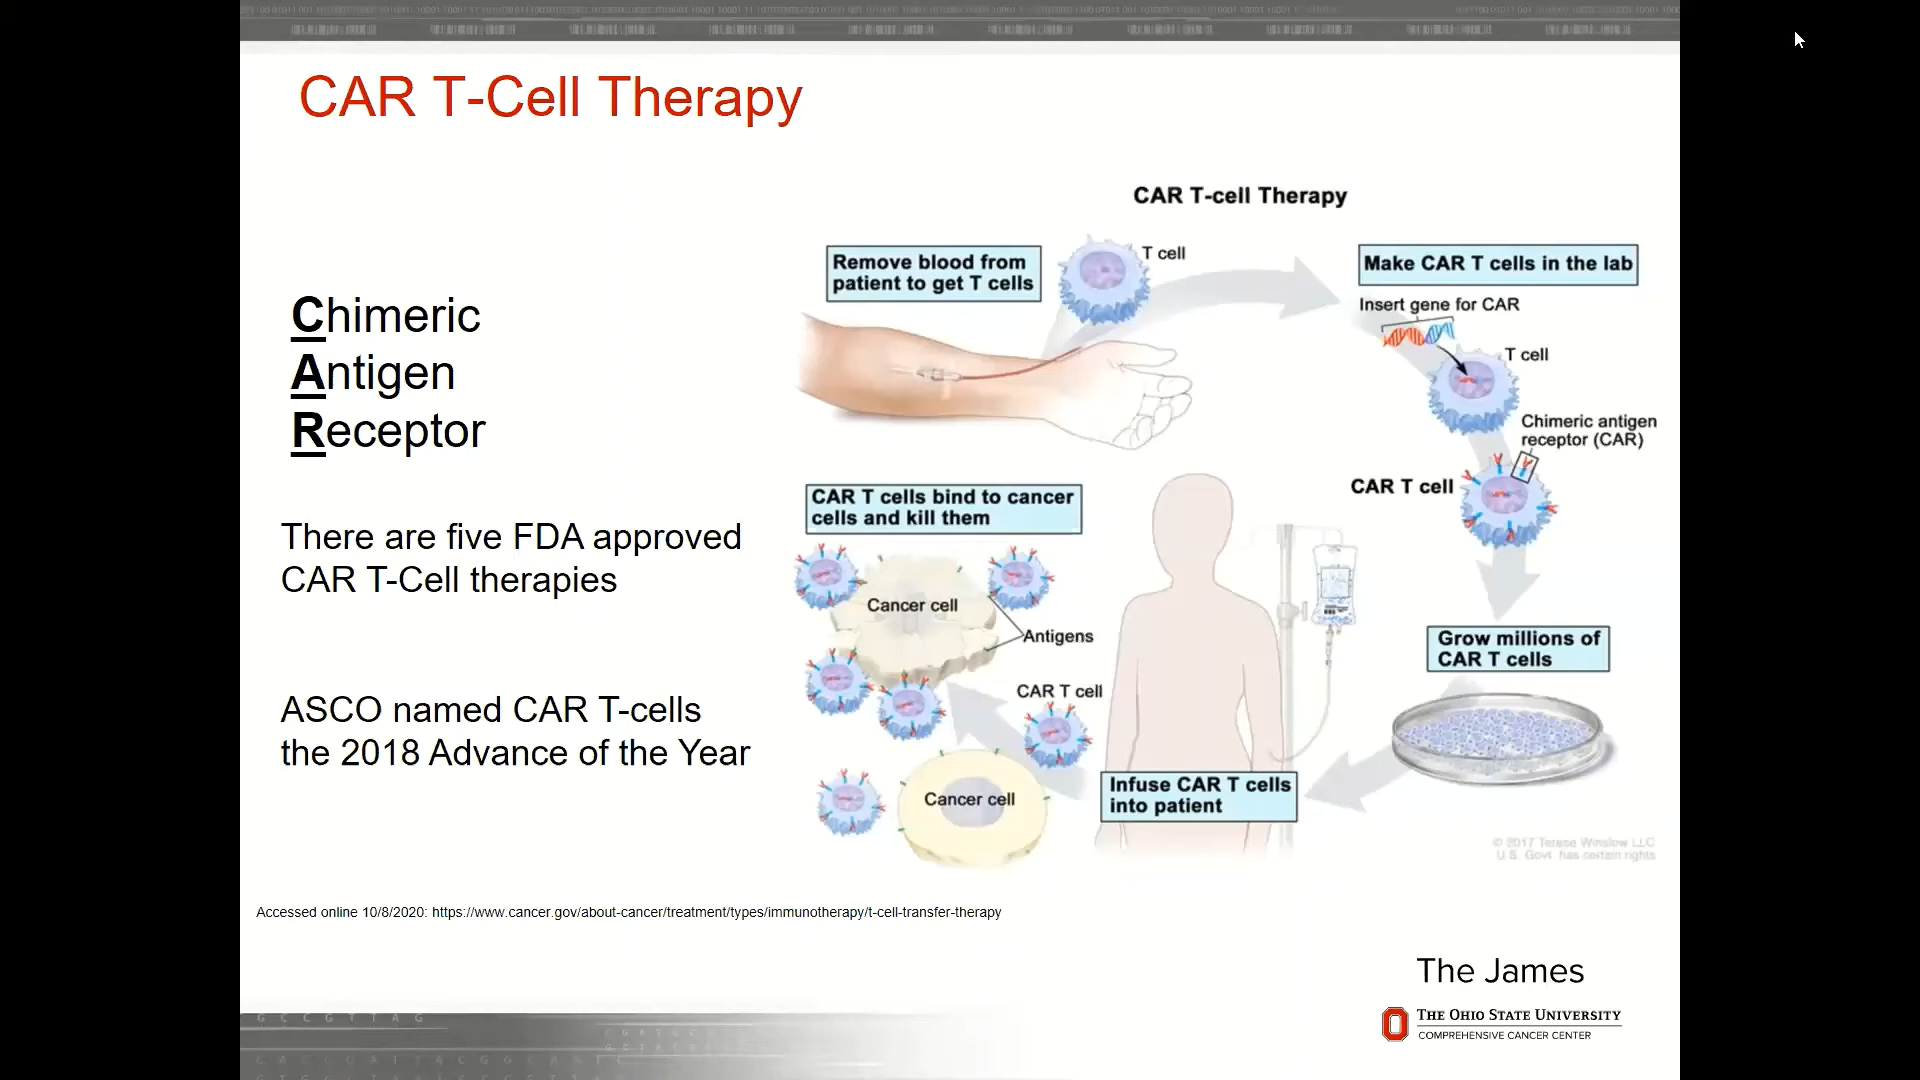 CAR T-Cell Therapy
Chimeric
Antigen
Receptor
There are five FDA approved
CAR T-Cell therapies
ASCO named CAR T-cells
the 2018 Advance of the Year
CAR T-cell Therapy
Remove blood from
patient to get T cells
T cell
Make CAR T cells in the lab
Insert gene for CAR
T cell
Chimeric antigen
receptor (CAR)
CAR T cell
Grow millions of
CAR T cells
Infuse CAR T cells
into patient
CAR T cells bind to cancer
cells and kill them
Cancer cell
Antigens
CAR T cell
Cancer cell
© 2017 Terese Winslow LLC
U.S. Govt. has certain rights
Accessed online 10/8/2020: https://www.cancer.gov/about-cancer/treatment/types/immunotherapy/t-cell-transfer-therapy
The James
THE OHIO STATE UNIVERSITY
COMPREHENSIVE CANCER CENTER
G C C G T T A G